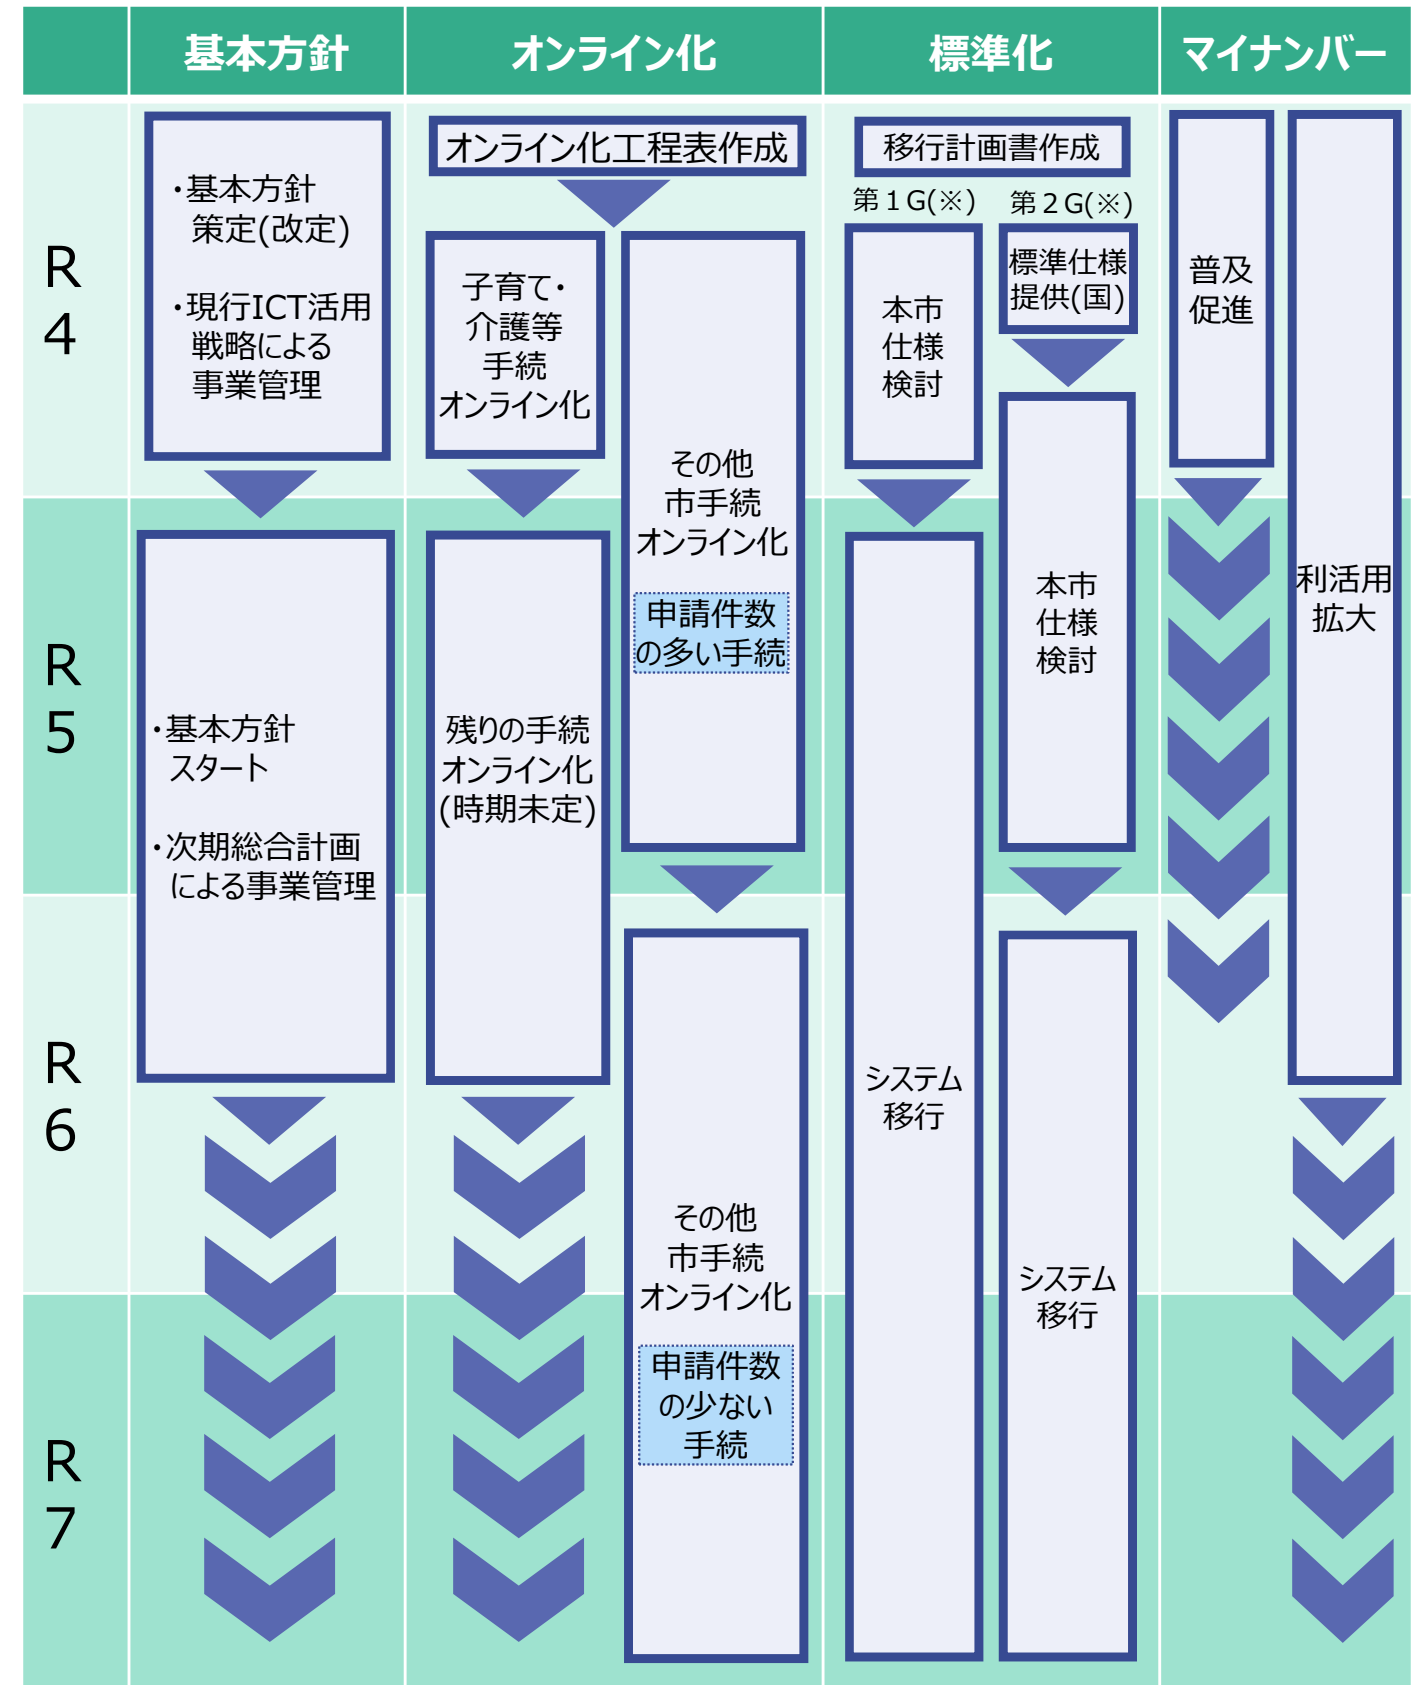 基本方針
オンライン化
標準化
マイナンバー
R
4
・基本方針
策定(改定)
・現行ICT活用
戦略による
事業管理
オンライン化工程表作成
子育て・
介護等
手続
オンライン化
その他
市手続
オンライン化
申請件数
の多い手続
移行計画書作成
第１G(※)
第２G(※)
本市
仕様
検討
標準仕様
提供(国)
普及
促進
利活用
拡大
R
5
・基本方針
スタート
・次期総合計画
による事業管理
残りの手続
オンライン化
(時期未定)
本市
仕様
検討
R
6
システム
移行
その他
市手続
オンライン化
申請件数
の少ない
手続
システム
移行
R
7